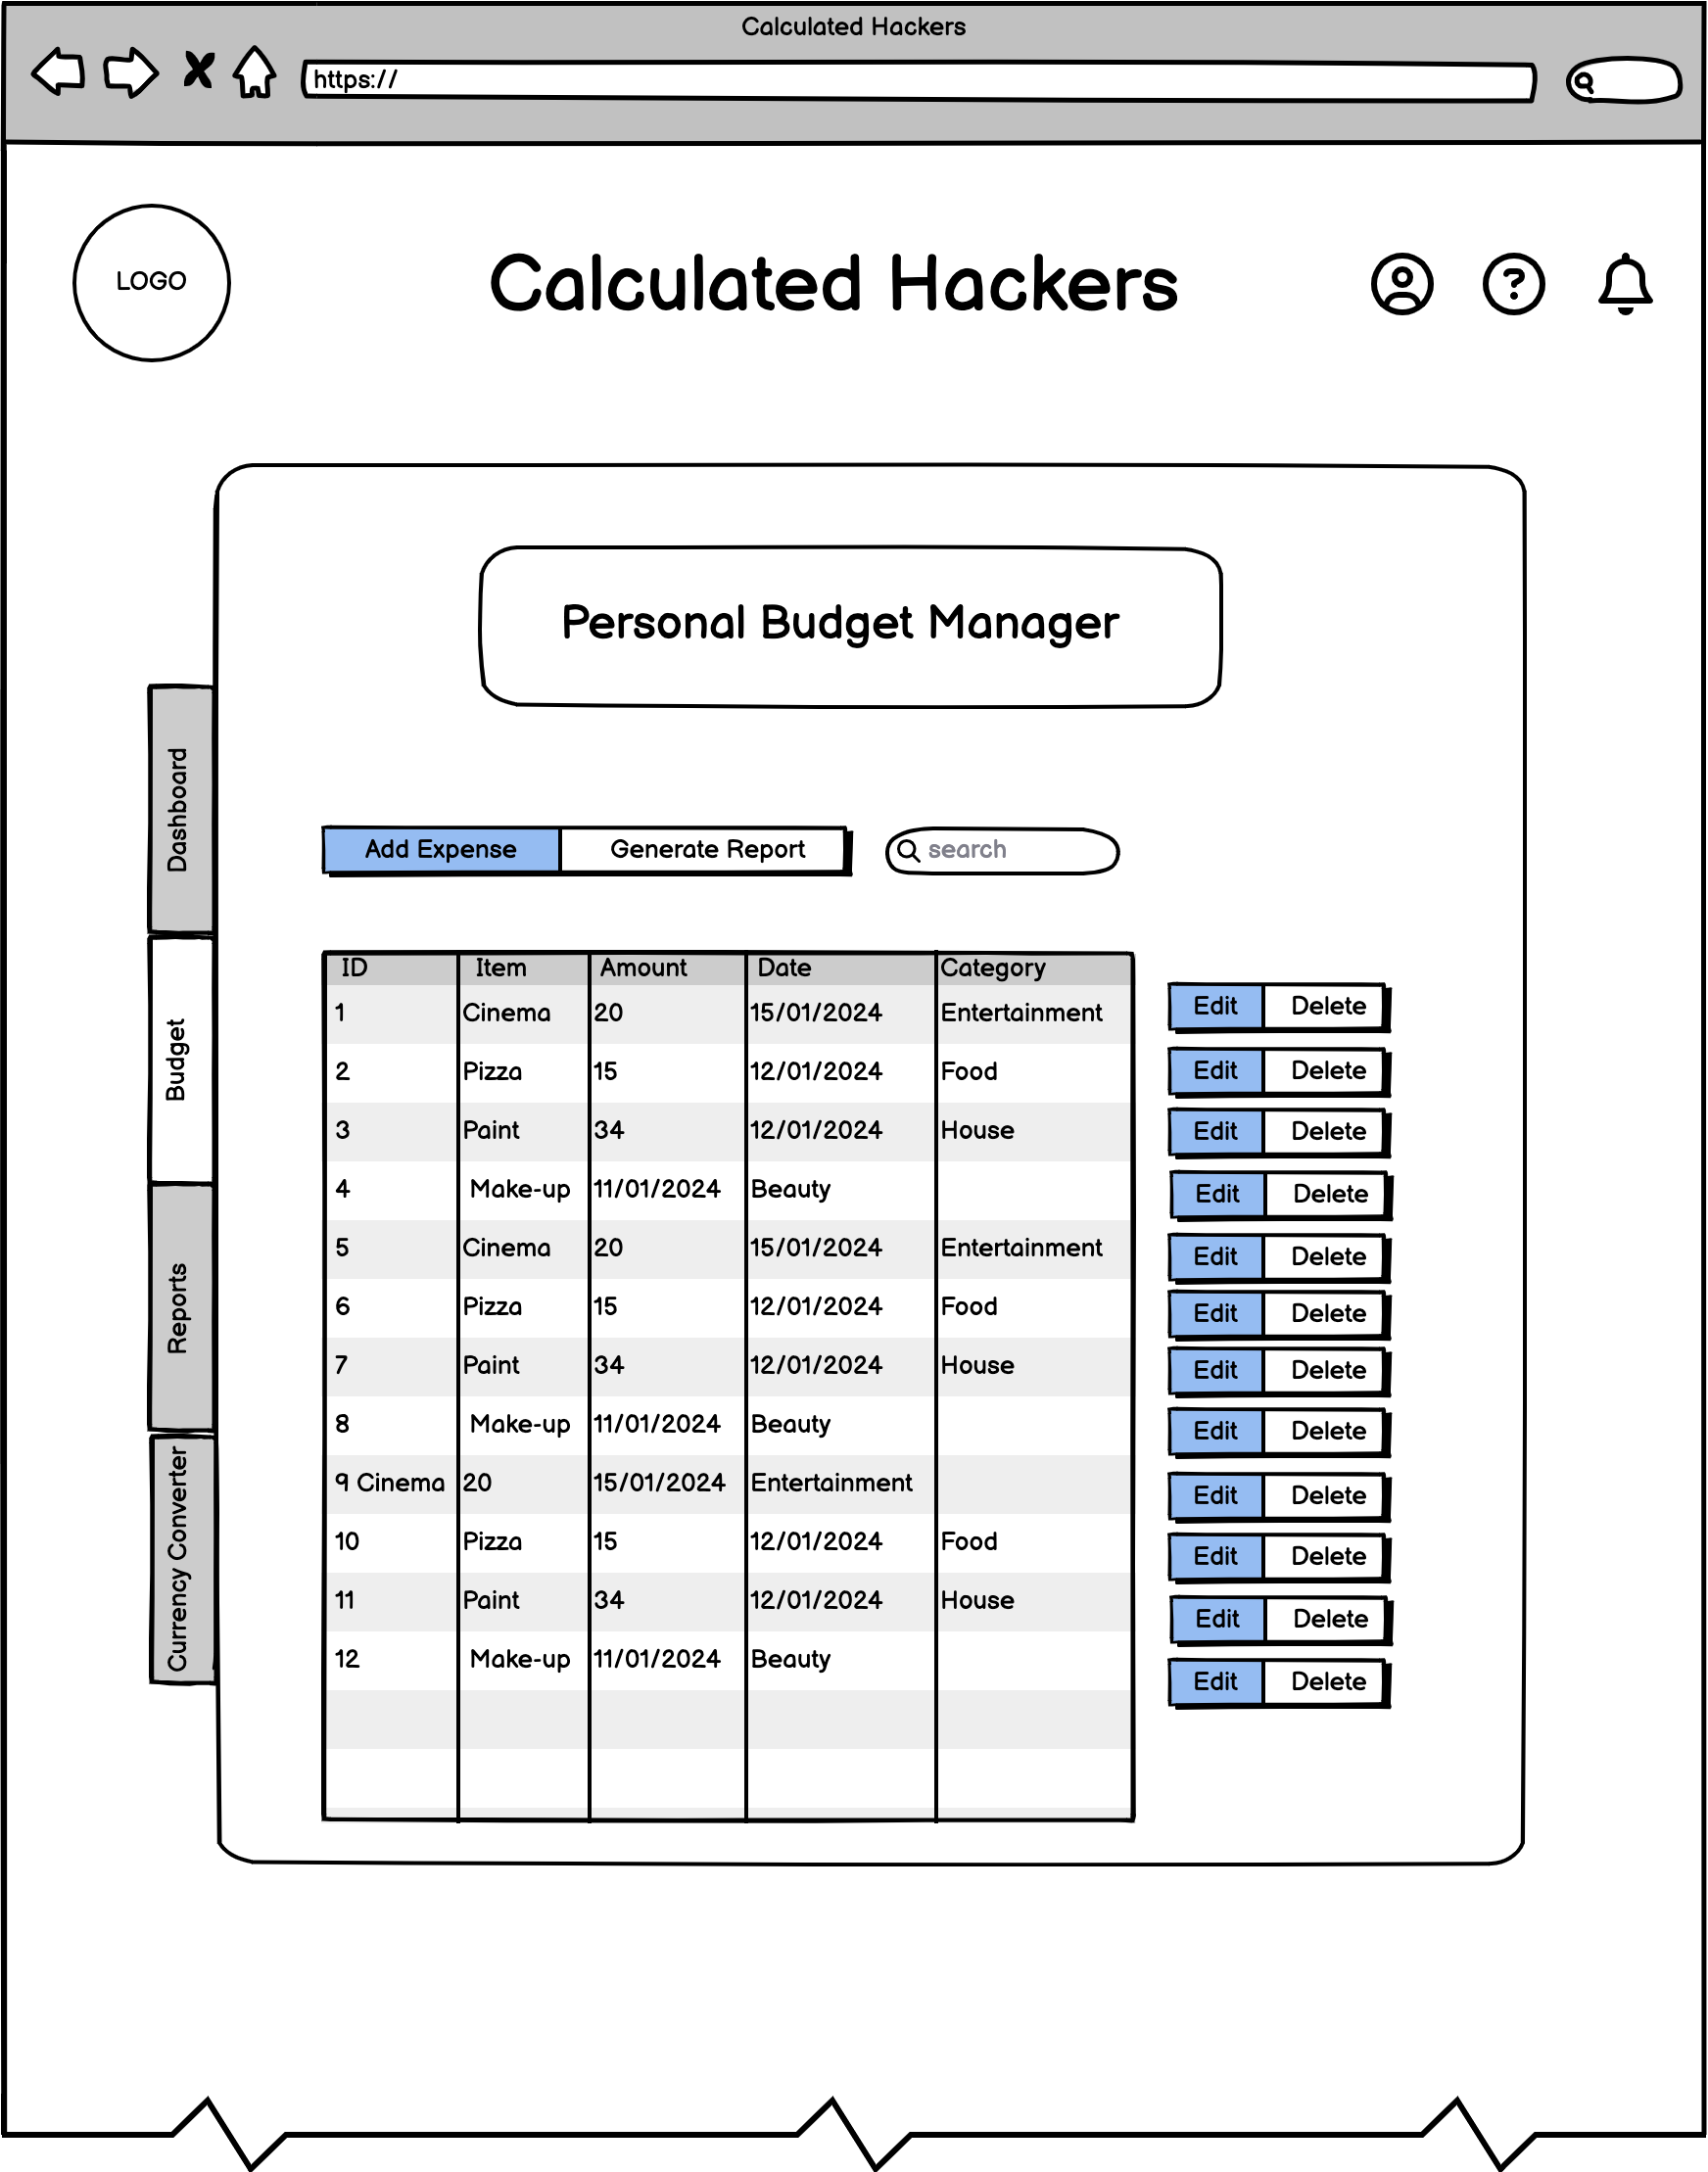 Calculated Hackers
https://
LOGO
Calculated Hackers
Personal Budget Manager
Dashboard
Budget
Reports
Currency Converter
Add Expense Generate Report search
ID Item Amount Date Category
1 Cinema 20 15/01/2024 Entertainment Edit Delete
2 Pizza 15 12/01/2024 Food Edit Delete
3 Paint 34 12/01/2024 House Edit Delete
4 Make-up 11/01/2024 Beauty Edit Delete
5 Cinema 20 15/01/2024 Entertainment Edit Delete
6 Pizza 15 12/01/2024 Food Edit Delete
7 Paint 34 12/01/2024 House Edit Delete
8 Make-up 11/01/2024 Beauty Edit Delete
9 Cinema 20 15/01/2024 Entertainment Edit Delete
10 Pizza 15 12/01/2024 Food Edit Delete
11 Paint 34 12/01/2024 House Edit Delete
12 Make-up 11/01/2024 Beauty Edit Delete